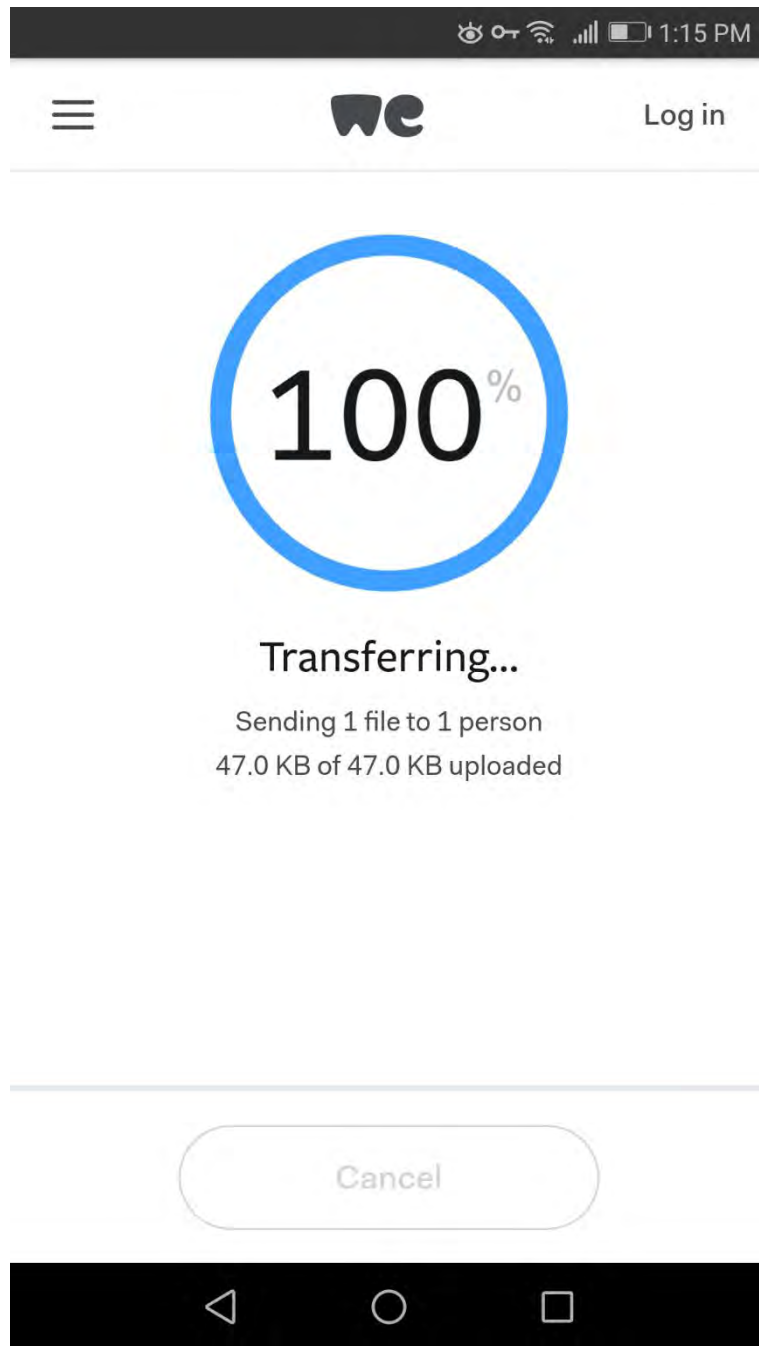 1:15 PM
we
Log in
100%
Transferring...
Sending 1 file to 1 person
47.0 KB of 47.0 KB uploaded
Cancel